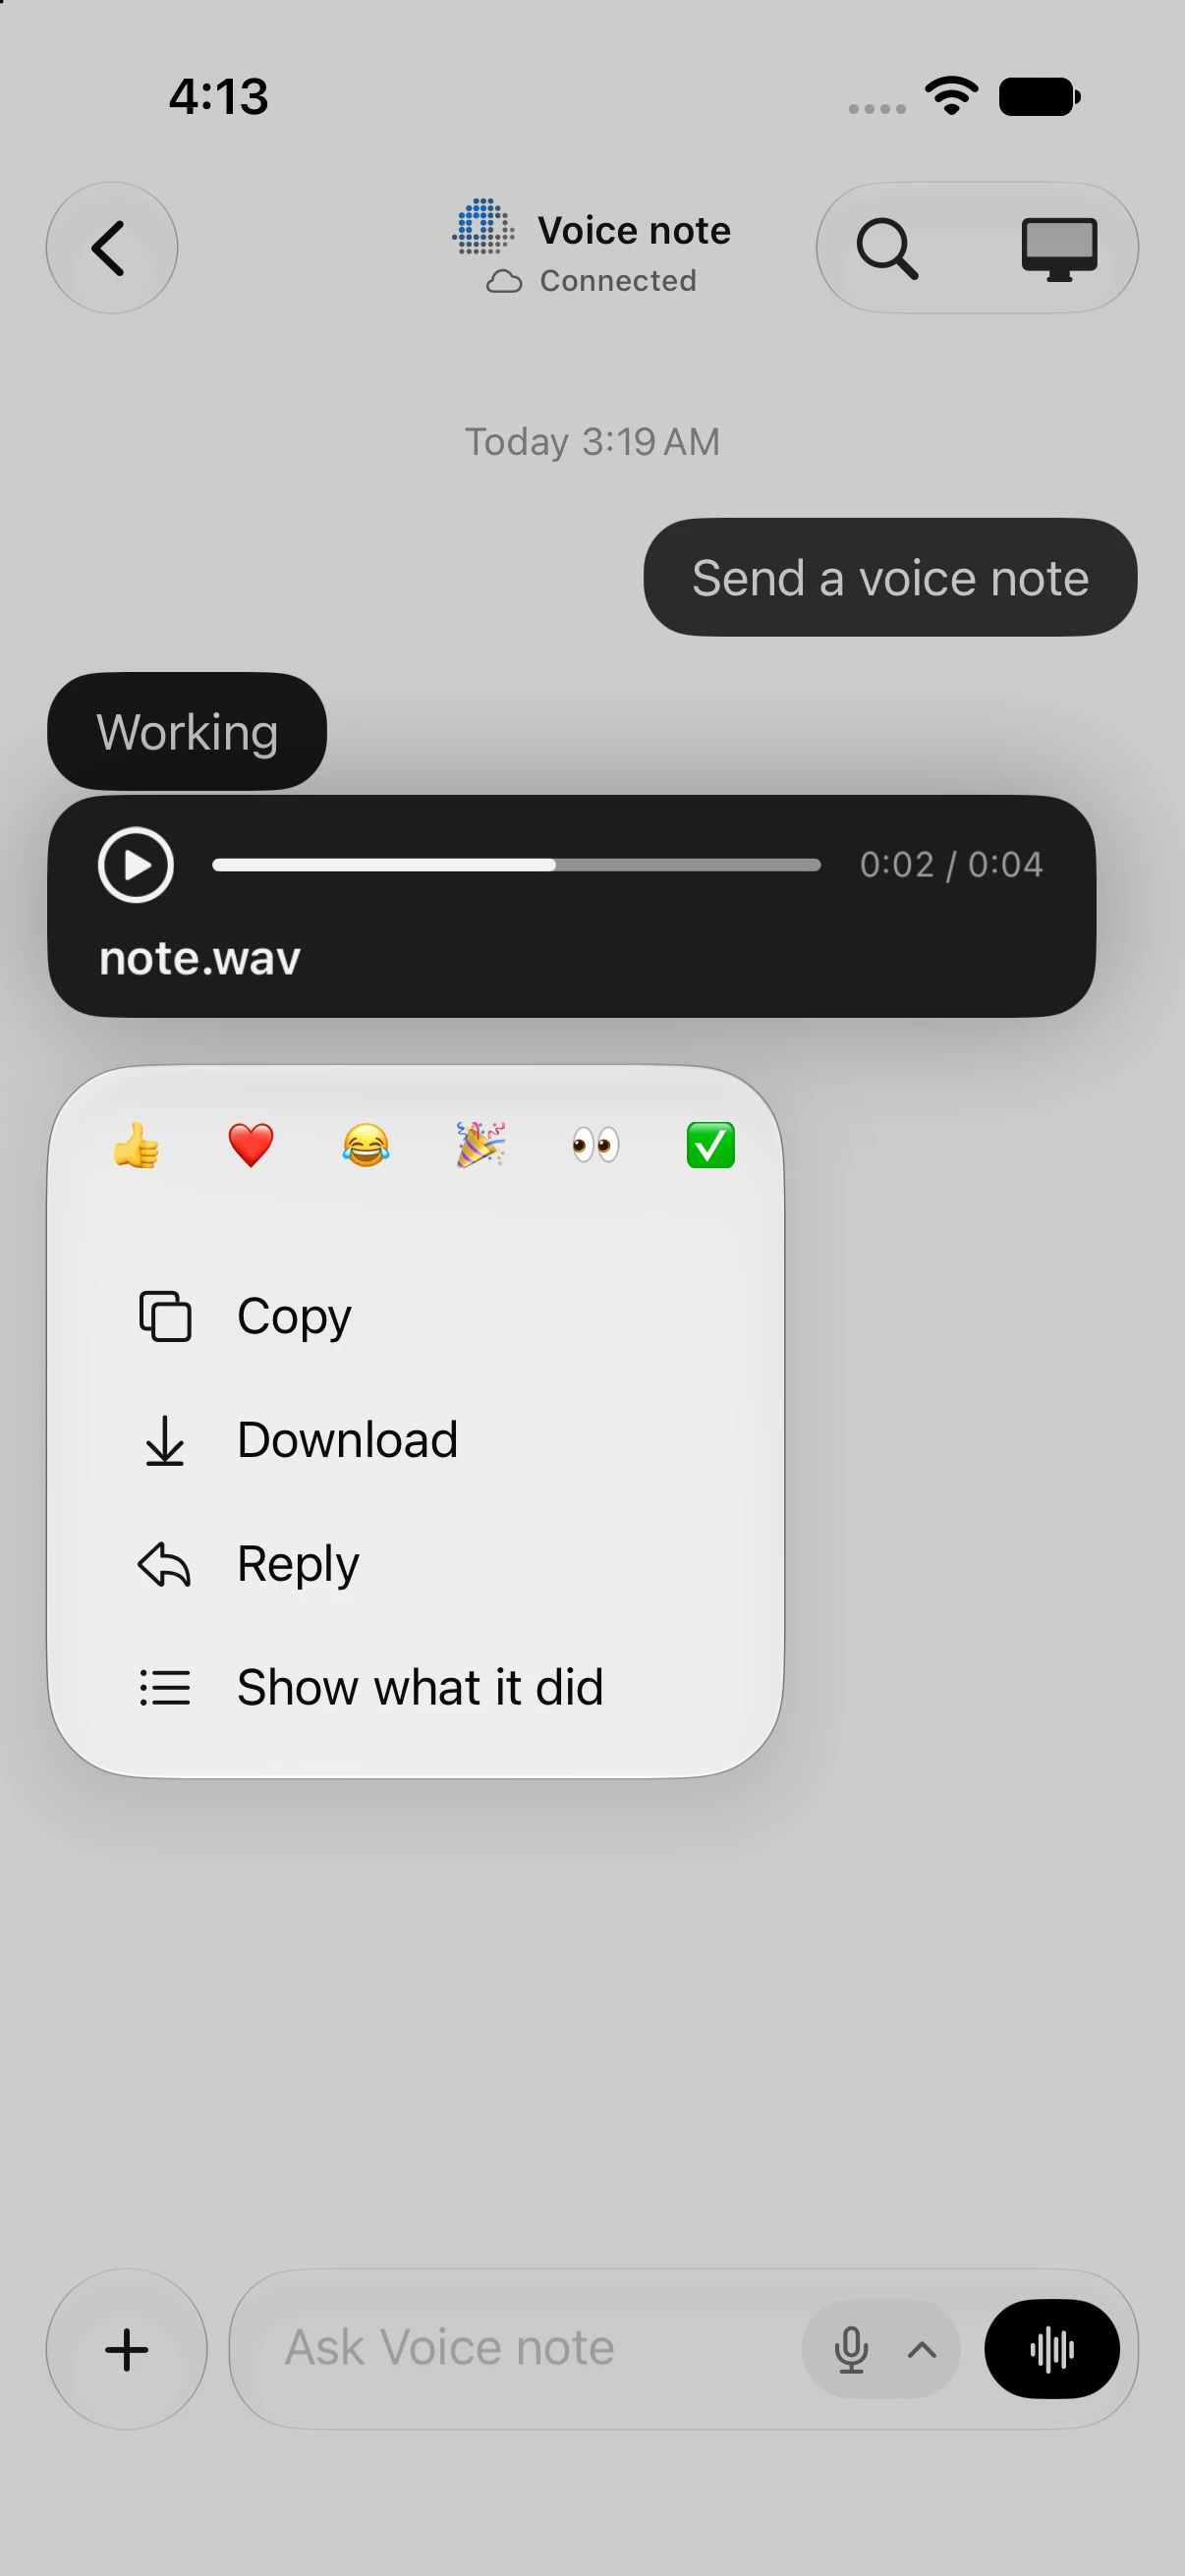 4:13
Voice note
Connected
Today 3:19 AM
Send a voice note
Working
0:02 / 0:04
note.wav
Copy
Download
Reply
Show what it did
Ask Voice note